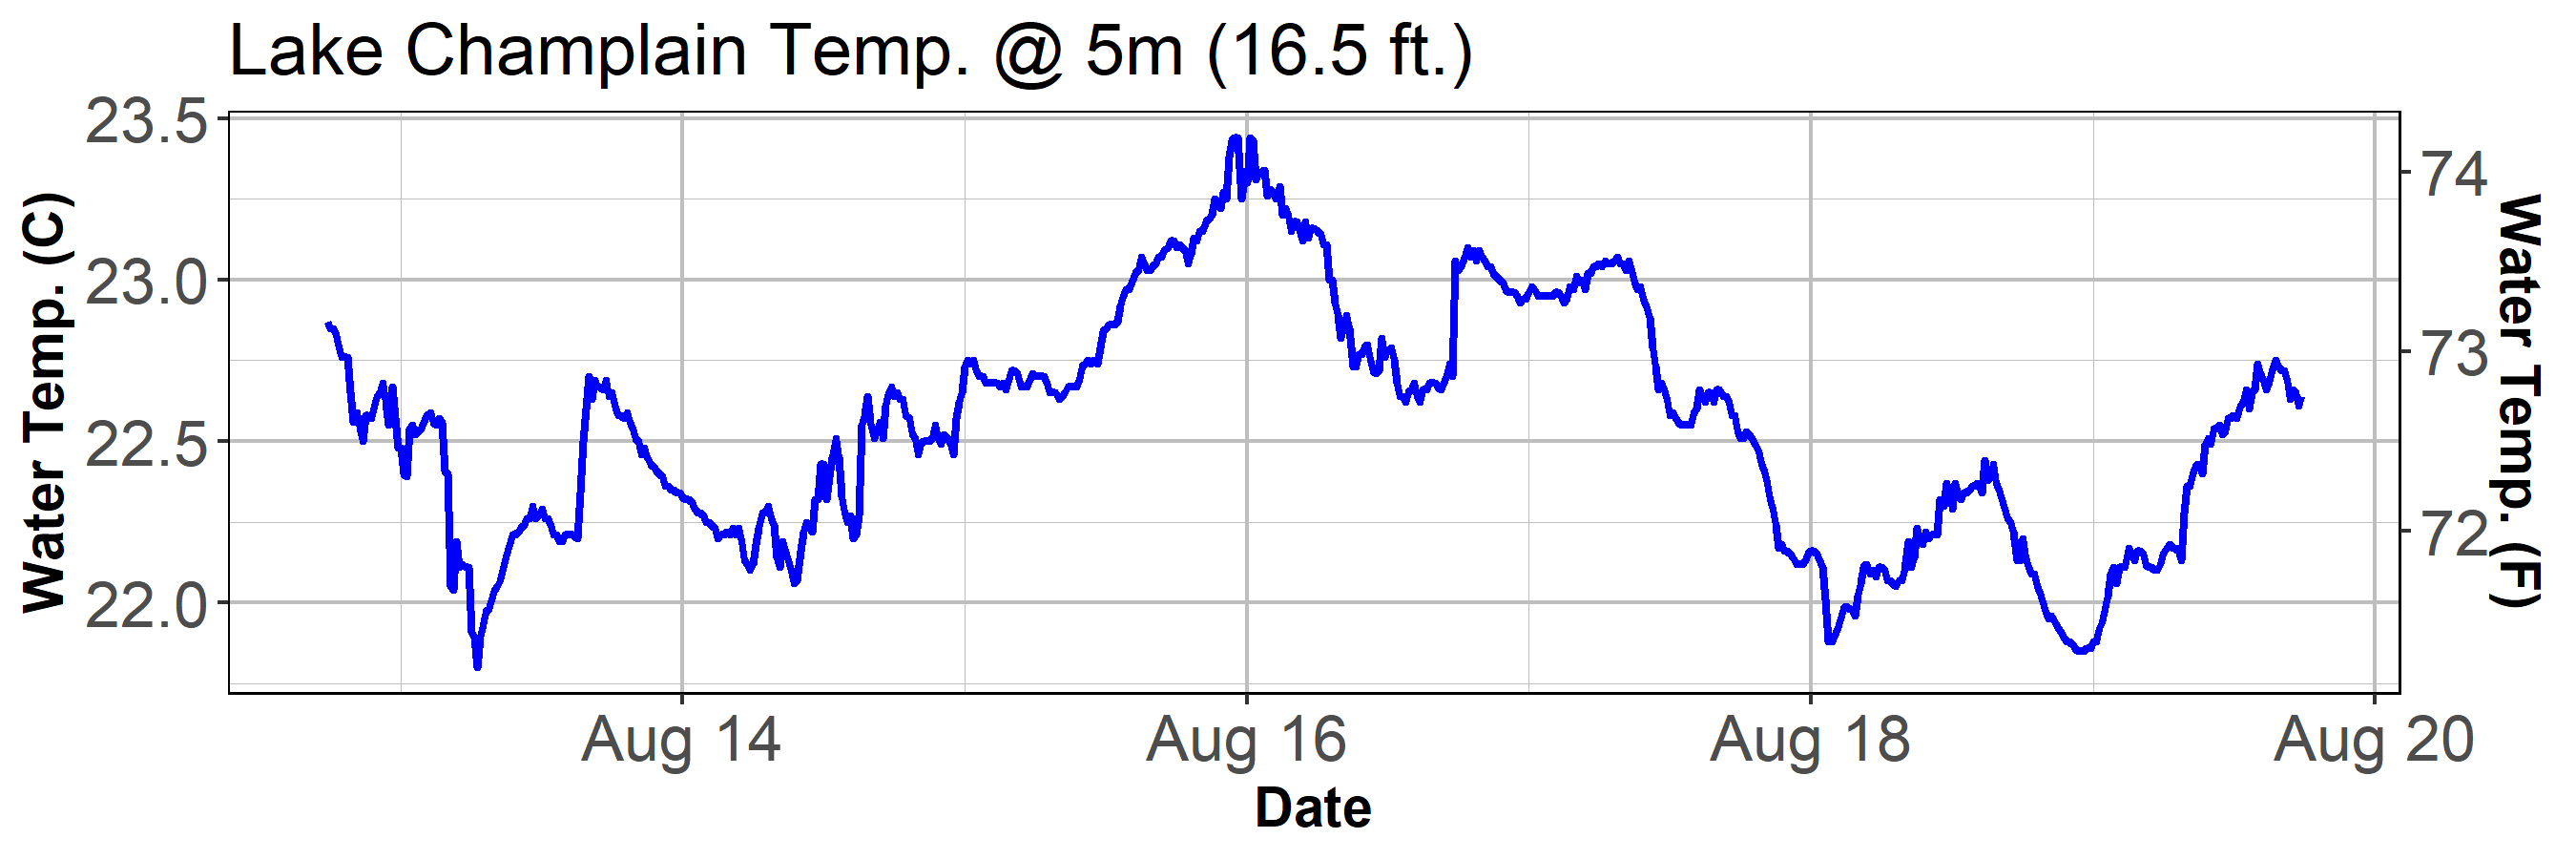 Lake Champlain Temp. @ 5m (16.5 ft.)
Water Temp. (C)
23.5
23.0
22.5
22.0
74
73
72
Water Temp. (F)
Aug 14
Aug 16
Aug 18
Aug 20
Date